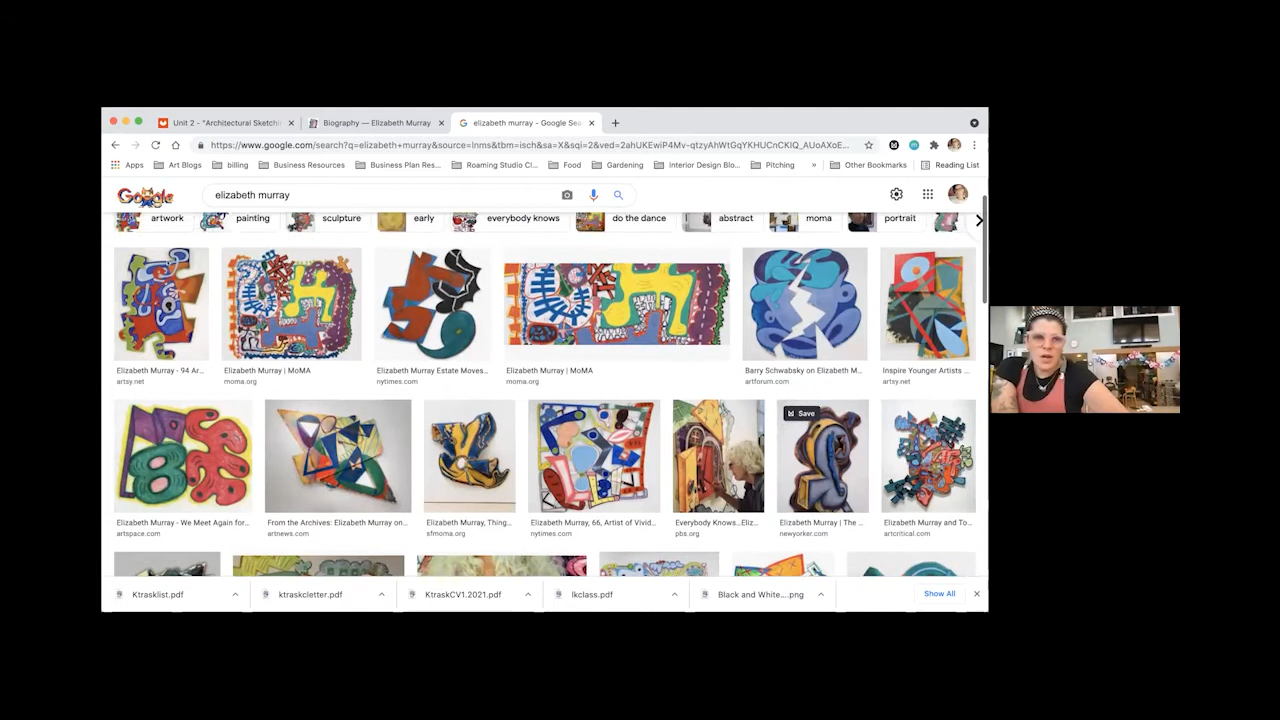 Unit 2 - "Architectural Sketchi
Biography — Elizabeth Murray
elizabeth murray - Google Sea
https://www.google.com/search?q=elizabeth+murray&source=lnms&tbm=isch&sa=X&sqi=2&ved=2ahUKEwiP4Mv-qtzyAhWtGqYKHUCnCKIQ_AUoAXoE...
Apps
Art Blogs
billing
Business Resources
Business Plan Res...
Roaming Studio Cl...
Food
Gardening
Interior Design Blo...
Pitching
»
Other Bookmarks
Reading List
Google
elizabeth murray
artwork
painting
sculpture
early
everybody knows
do the dance
abstract
moma
portrait
Elizabeth Murray - 94 Ar...
artsy.net
Elizabeth Murray | MoMA
moma.org
Elizabeth Murray Estate Moves...
nytimes.com
Elizabeth Murray | MoMA
moma.org
Barry Schwabsky on Elizabeth M...
artforum.com
Inspire Younger Artists ...
artsy.net
Save
Elizabeth Murray - We Meet Again for...
artspace.com
From the Archives: Elizabeth Murray on...
artnews.com
Elizabeth Murray, Thing...
sfmoma.org
Elizabeth Murray, 66, Artist of Vivid...
nytimes.com
Everybody Knows...Eliz...
pbs.org
Elizabeth Murray | The ...
newyorker.com
Elizabeth Murray and To...
artcritical.com
Ktrasklist.pdf
ktraskcletter.pdf
KtraskCV1.2021.pdf
lkclass.pdf
Black and White....png
Show All